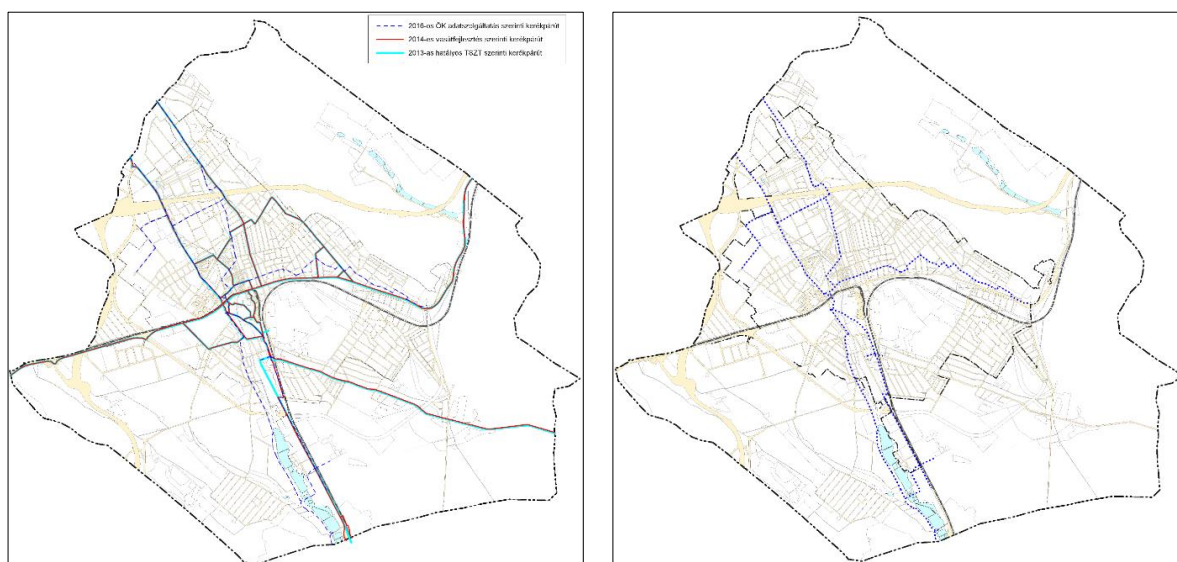 2016-os ÖK adatszolgáltatás szerinti kerékpárút
2014-es vasútfejlesztés szerinti kerékpárút
2013-as hatályos TSZT szerinti kerékpárút